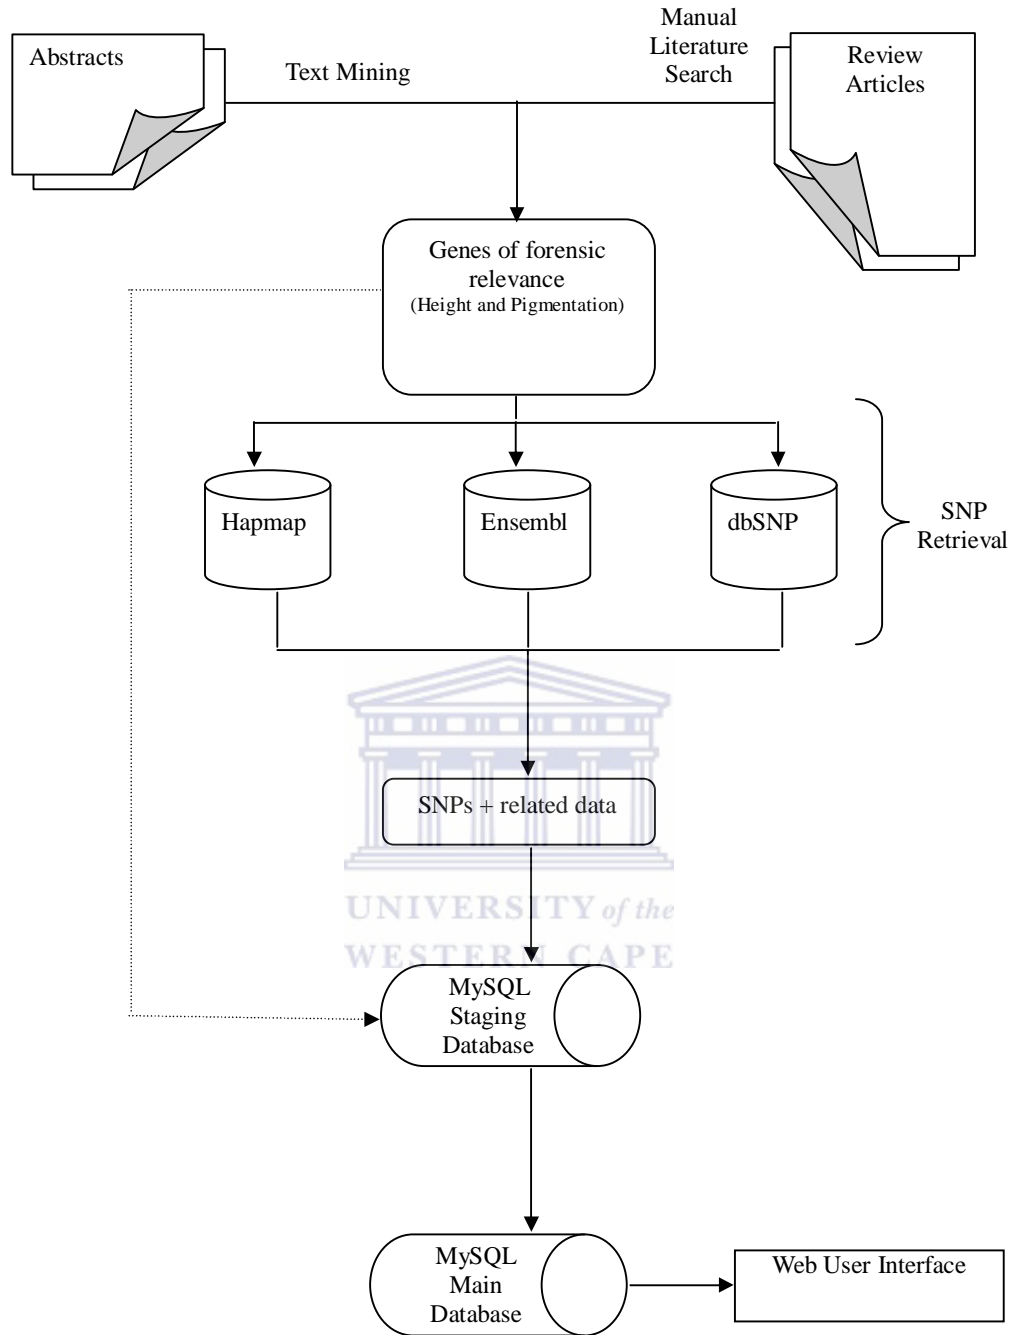 Abstracts
Text Mining
Manual
Literature
Search
Review
Articles
Genes of forensic
relevance
(Height and Pigmentation)
Hapmap
Ensembl
dbSNP
SNP
Retrieval
SNPs + related data
UNIVERSITY of the
WESTERN CAPE
MySQL
Staging
Database
MySQL
Main
Database
Web User Interface